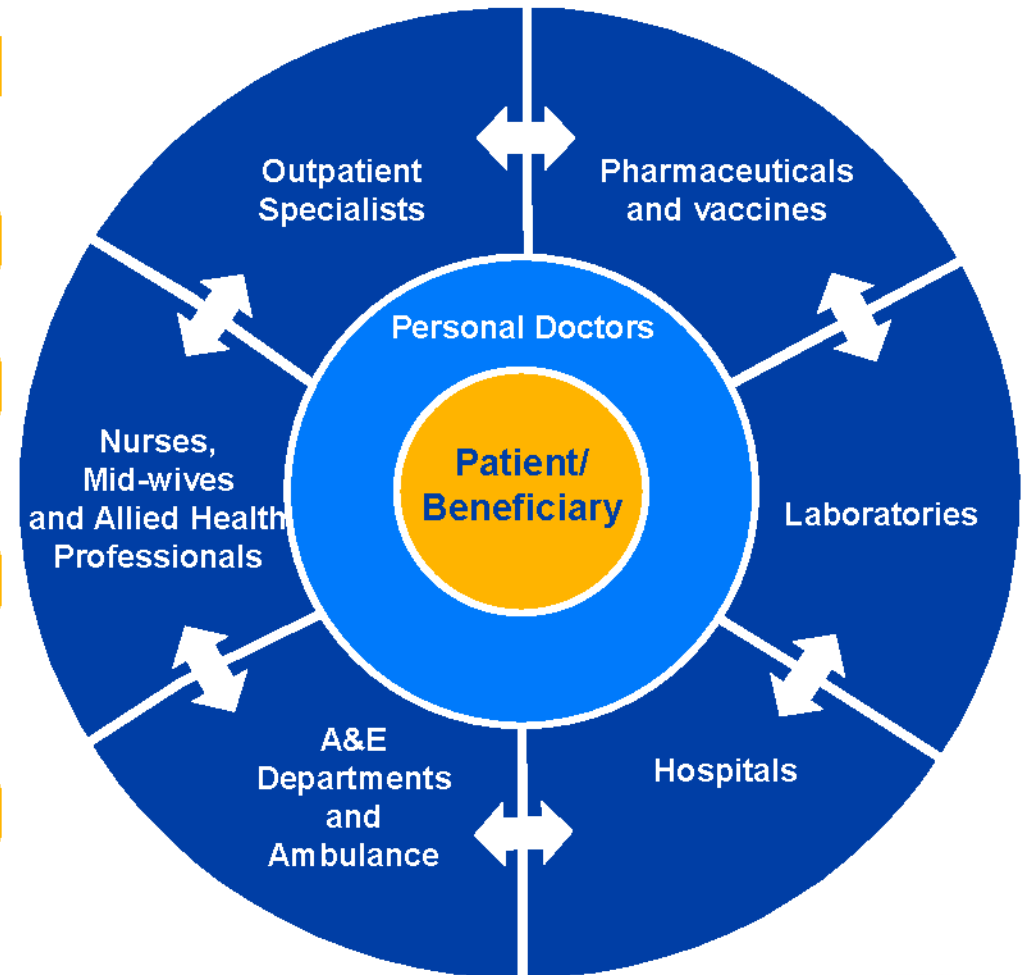 Outpatient
Specialists
Pharmaceuticals
and vaccines
Personal Doctors
Nurses,
Mid-wives
and Allied Health
Professionals
Patient/
Beneficiary
Laboratories
A&E
Departments
and
Ambulance
Hospitals